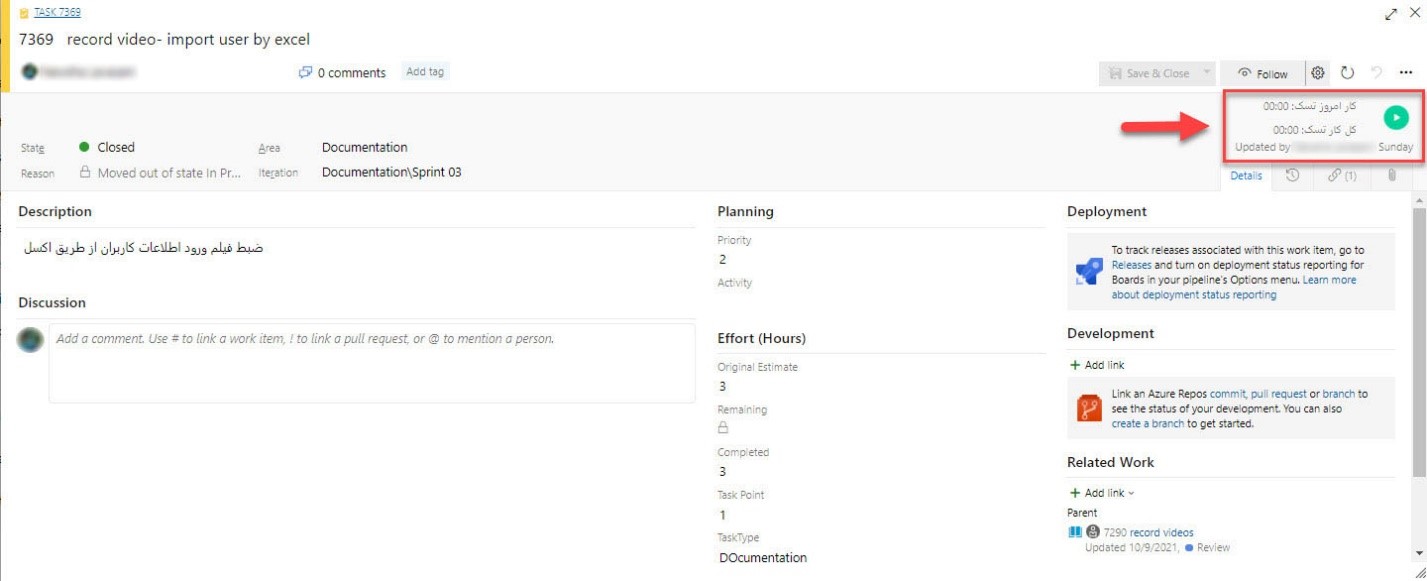 TASK 7369
7369 record video- import user by excel
0 comments
Add tag
Save & Close
Follow
کار امروز تسک: 00:00
کل کار تسک: 00:00
Updated by
Sunday
State
Closed
Area
Documentation
Reason
Moved out of state In Pr...
Iteration
Documentation\Sprint 03
Details
(1)
Description
ضبط فیلم ورود اطلاعات کاربران از طریق اکسل
Discussion
Add a comment. Use # to link a work item, ! to link a pull request, or @ to mention a person.
Planning
Priority
2
Activity
Effort (Hours)
Original Estimate
3
Remaining
Completed
3
Task Point
1
TaskType
DOcumentation
Deployment
To track releases associated with this work item, go to
Releases and turn on deployment status reporting for
Boards in your pipeline's Options menu. Learn more
about deployment status reporting
Development
+ Add link
Link an Azure Repos commit, pull request or branch to
see the status of your development. You can also
create a branch to get started.
Related Work
+ Add link
Parent
7290 record videos
Updated 10/9/2021, Review